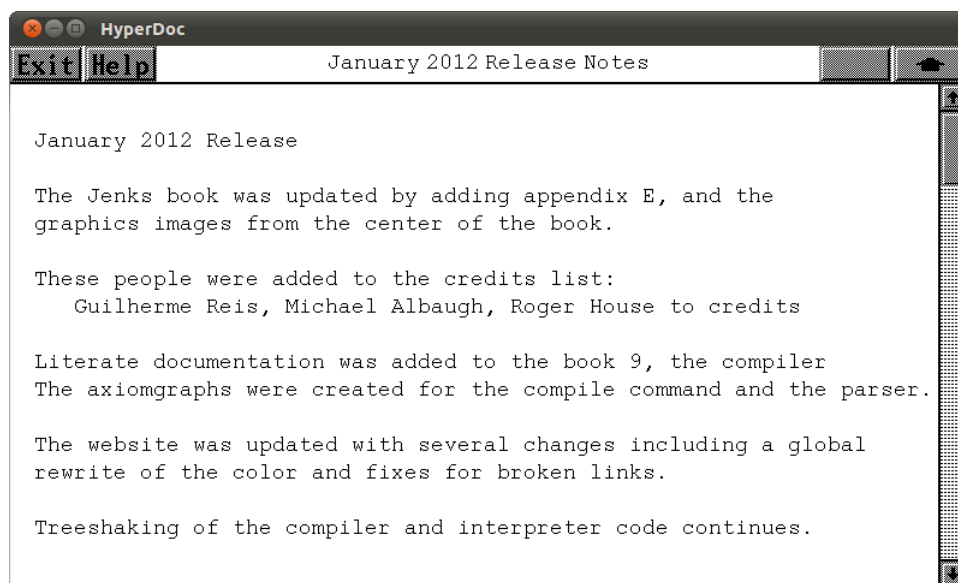 HyperDoc
Exit Help January 2012 Release Notes
January 2012 Release
The Jenks book was updated by adding appendix E, and the
graphics images from the center of the book.
These people were added to the credits list:
Guilherme Reis, Michael Albaugh, Roger House to credits
Literate documentation was added to the book 9, the compiler
The axiomgraphs were created for the compile command and the parser.
The website was updated with several changes including a global
rewrite of the color and fixes for broken links.
Treeshaking of the compiler and interpreter code continues.